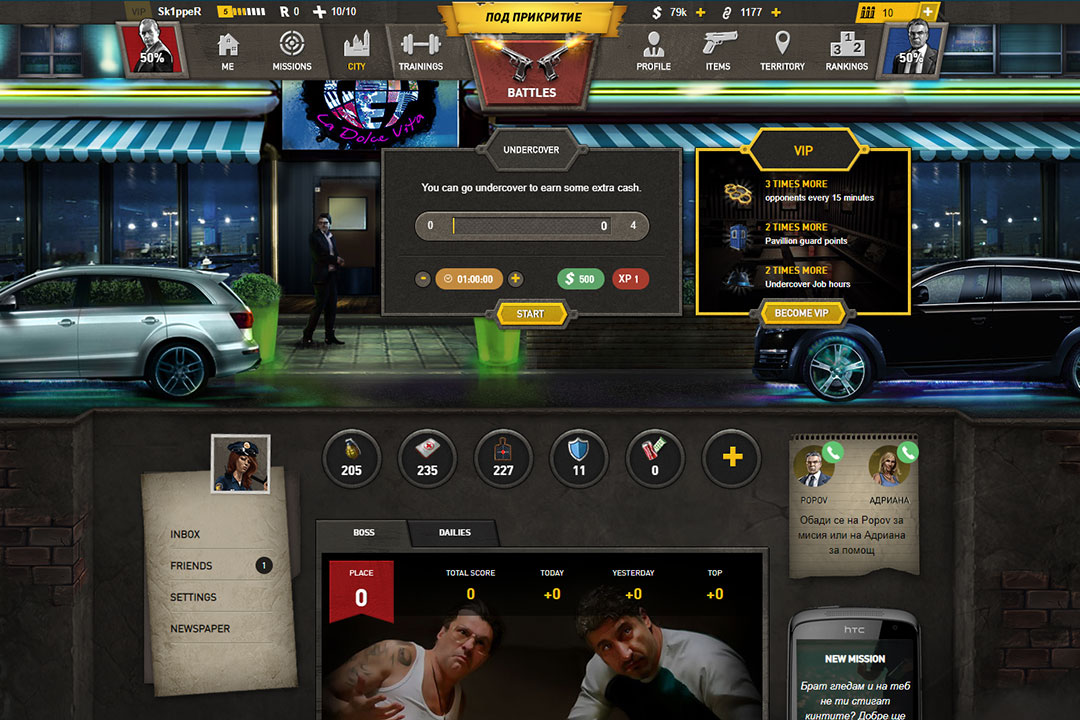 VIP Sk1ppeR 5 R 0 10/10
ПОД ПРИКРИТИЕ
$ 79k 1177 10
50%
ME
MISSIONS
CITY
TRAININGS
BATTLES
PROFILE
ITEMS
TERRITORY
1 2 3
RANKINGS
50%
La Dolce Vita
UNDERCOVER
You can go undercover to earn some extra cash.
0 0 4
01:00:00
$ 500
XP 1
START
VIP
3 TIMES MORE
opponents every 15 minutes
2 TIMES MORE
Pavillion guard points
2 TIMES MORE
Undercover Job hours
BECOME VIP
205
235
227
11
0
INBOX
FRIENDS 1
SETTINGS
NEWSPAPER
BOSS
DAILIES
PLACE
0
TOTAL SCORE
0
TODAY
+0
YESTERDAY
+0
TOP
+0
POPOV
АДРИАНА
Обади се на Popov за
мисия или на Адриана
за помощ
hTC
NEW MISSION
Брат гледам и на теб
не ти стигат
кинтите? Добре ще